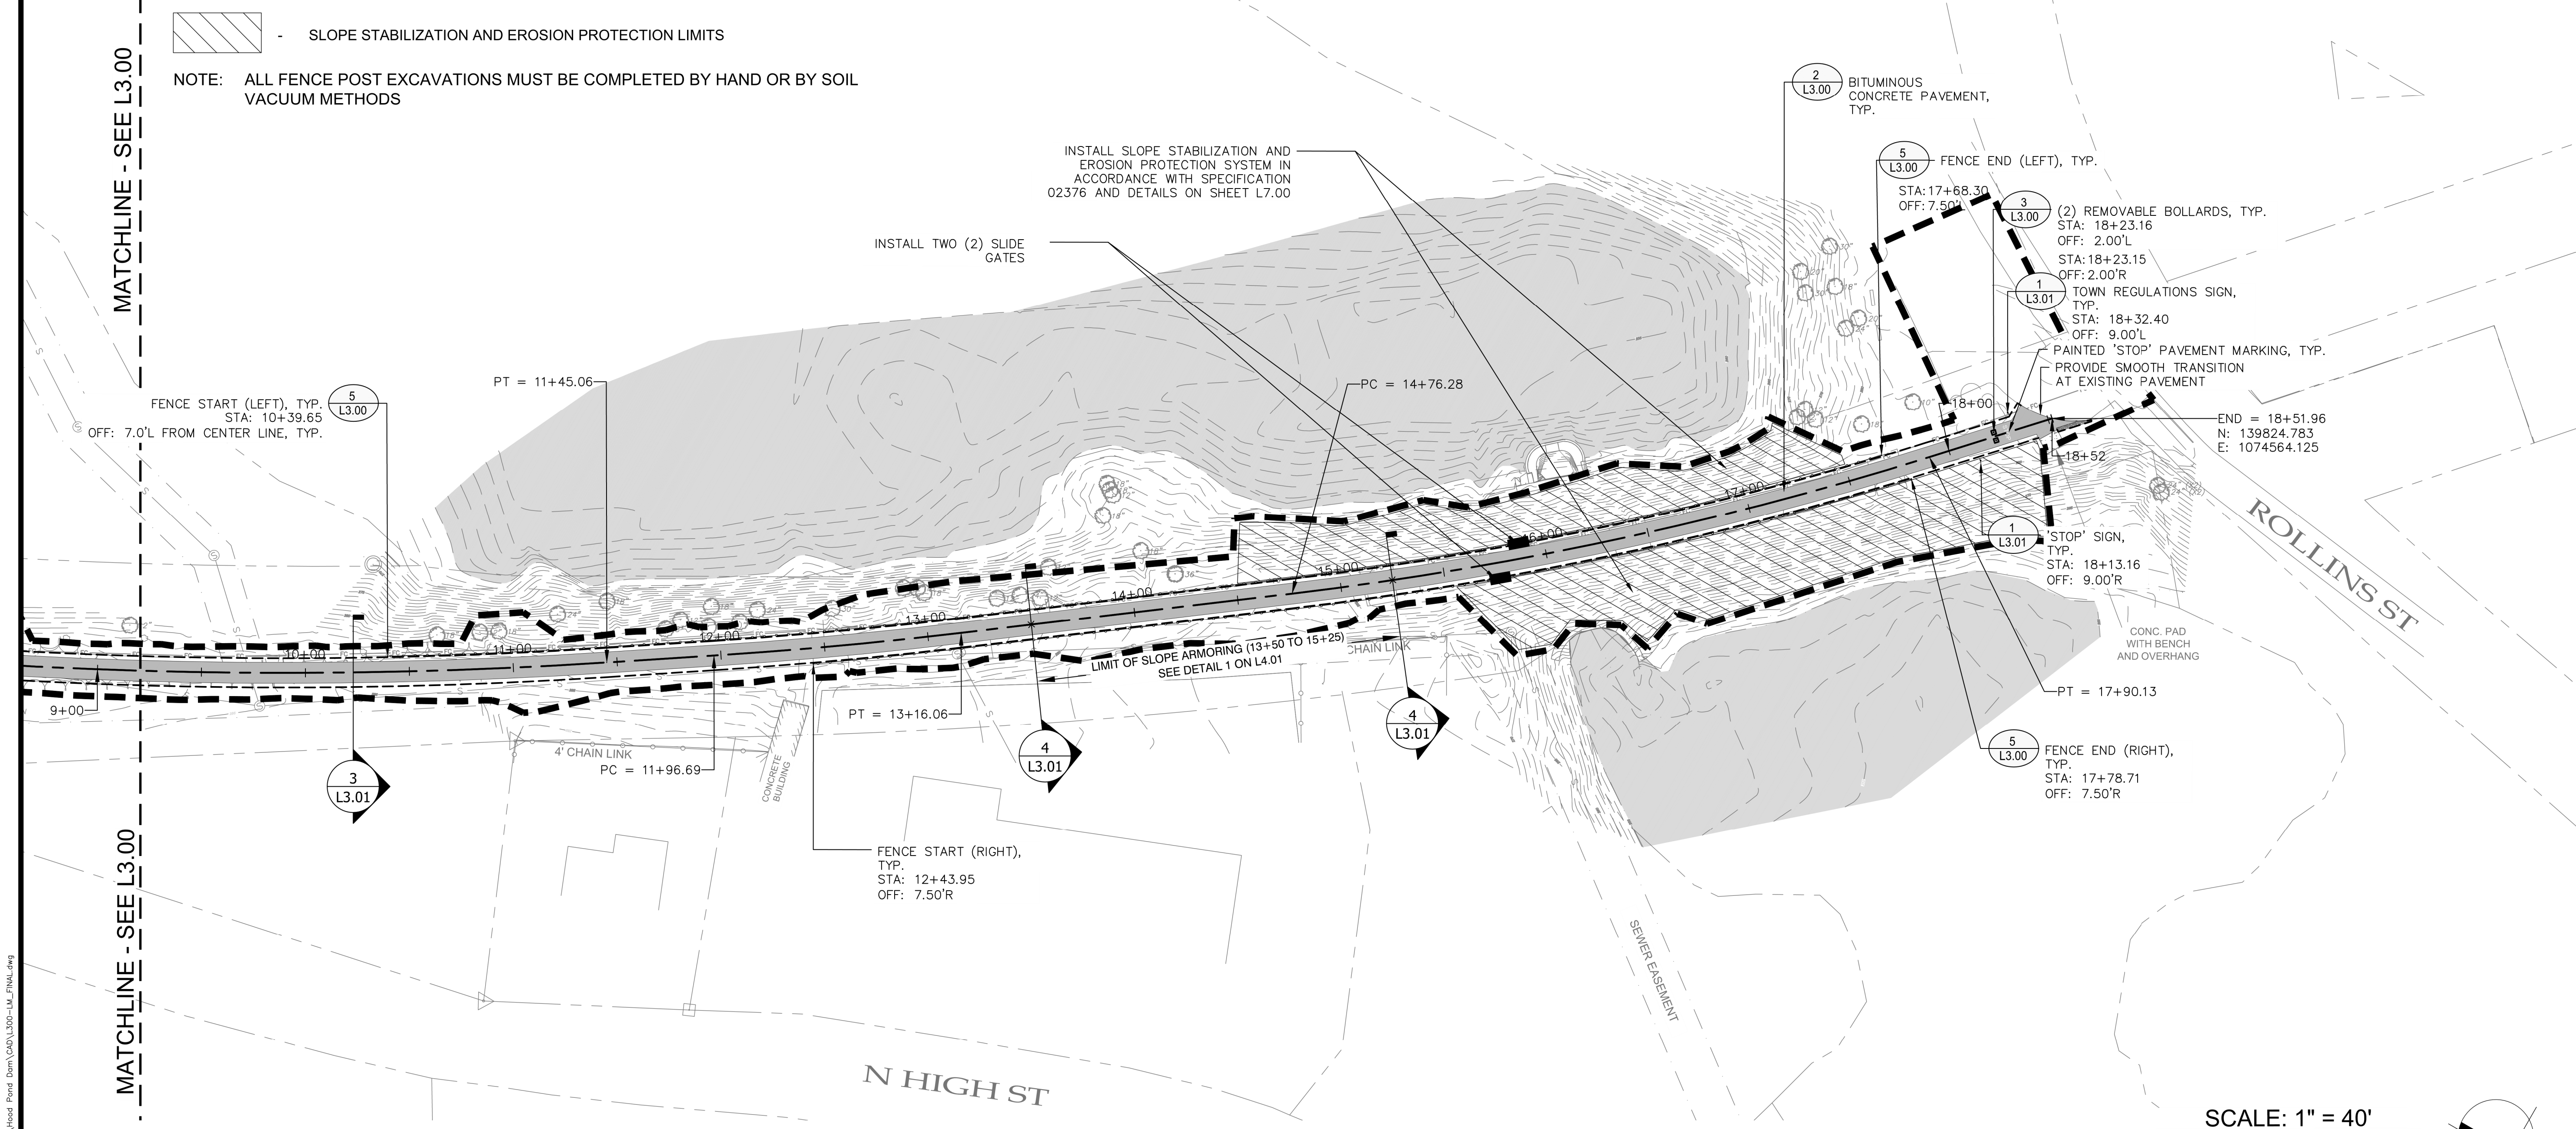 - SLOPE STABILIZATION AND EROSION PROTECTION LIMITS
NOTE: ALL FENCE POST EXCAVATIONS MUST BE COMPLETED BY HAND OR BY SOIL
VACUUM METHODS
MATCHLINE - SEE L3.00
MATCHLINE - SEE L3.00
2
L3.00
BITUMINOUS
CONCRETE PAVEMENT,
TYP.
INSTALL SLOPE STABILIZATION AND
EROSION PROTECTION SYSTEM IN
ACCORDANCE WITH SPECIFICATION
02376 AND DETAILS ON SHEET L7.00
INSTALL TWO (2) SLIDE
GATES
5
L3.00
FENCE END (LEFT), TYP.
STA:17+68.30
OFF:7.50'L
3
L3.00
(2) REMOVABLE BOLLARDS, TYP.
STA: 18+23.16
OFF: 2.00'L
STA:18+23.15
OFF:2.00'R
1
L3.01
TOWN REGULATIONS SIGN,
TYP.
STA: 18+32.40
OFF: 9.00'L
PAINTED 'STOP' PAVEMENT MARKING, TYP.
PROVIDE SMOOTH TRANSITION
AT EXISTING PAVEMENT
END = 18+51.96
N: 139824.783
E: 1074564.125
18+52
PT = 11+45.06
PC = 14+76.28
5
L3.00
FENCE START (LEFT), TYP.
STA: 10+39.65
OFF: 7.0'L FROM CENTER LINE, TYP.
9+00
10+00
11+00
12+00
13+00
14+00
15+00
16+00
17+00
18+00
1
L3.01
'STOP' SIGN,
TYP.
STA: 18+13.16
OFF: 9.00'R
ROLLINS ST
CONC. PAD
WITH BENCH
AND OVERHANG
LIMIT OF SLOPE ARMORING (13+50 TO 15+25)
SEE DETAIL 1 ON L4.01
CHAIN LINK
PT = 13+16.06
PT = 17+90.13
4' CHAIN LINK
PC = 11+96.69
CONCRETE
BUILDING
3
L3.01
4
L3.01
4
L3.01
5
L3.00
FENCE END (RIGHT),
TYP.
STA: 17+78.71
OFF: 7.50'R
FENCE START (RIGHT),
TYP.
STA: 12+43.95
OFF: 7.50'R
SEWER EASEMENT
N HIGH ST
SCALE: 1" = 40'
\Hood Pond Dam\CAD\L300-LM_FINAL.dwg